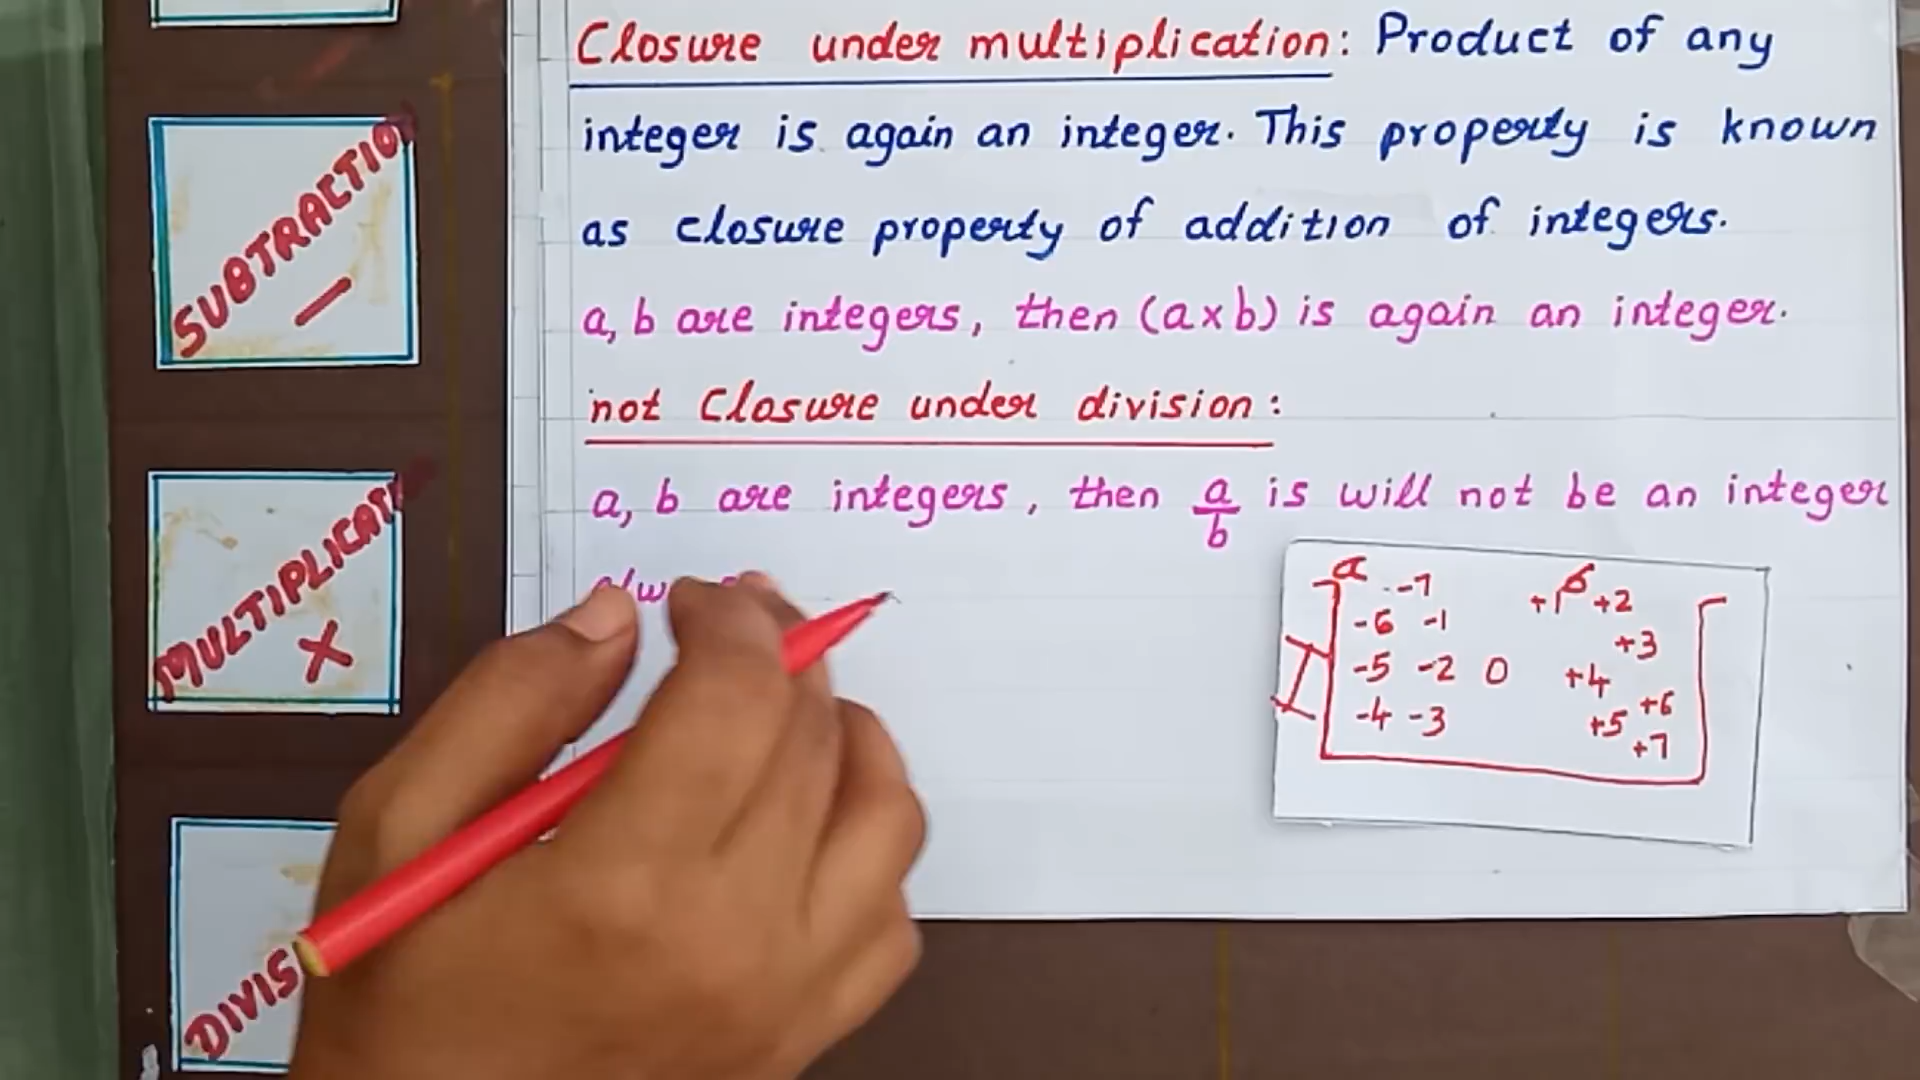 SUBTRACTION
—
MULTIPLICATI
X
DIVIS
Closure under multiplication: Product of any
integer is again an integer. This property is known
as closure property of addition of integers.
a, b are integers, then (a x b) is again an integer.
not Closure under division:
a, b are integers, then a/b is will not be an integer
a -7 +1 b +2
-6 -1 +3
-5 -2 0 +4
-4 -3 +5 +6
+7
I